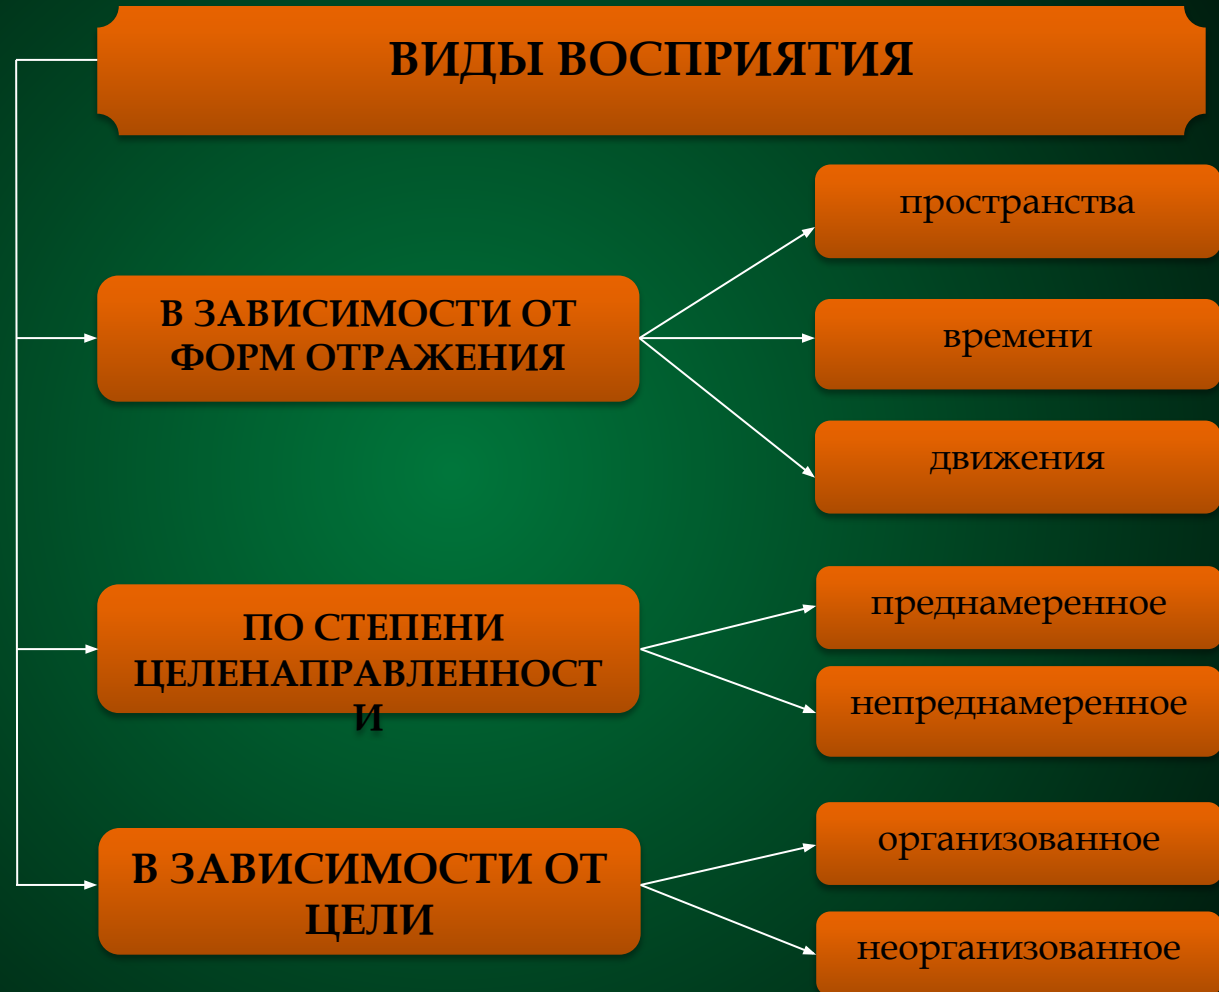 ВИДЫ ВОСПРИЯТИЯ
В ЗАВИСИМОСТИ ОТ
ФОРМ ОТРАЖЕНИЯ
пространства
времени
движения
ПО СТЕПЕНИ
ЦЕЛЕНАПРАВЛЕННОСТ
И
преднамеренное
непреднамеренное
В ЗАВИСИМОСТИ ОТ
ЦЕЛИ
организованное
неорганизованное